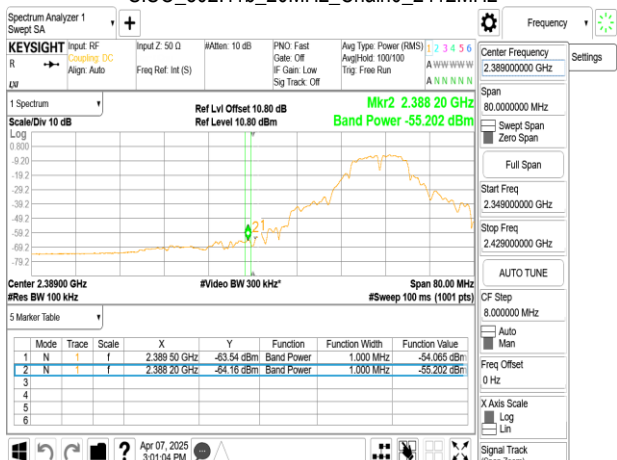 Spectrum Analyzer 1
Swept SA
+
Frequency
KEYSIGHT
R
LXI
Input: RF
Coupling: DC
Align: Auto
Input Z: 50 Ω
Freq Ref: Int (S)
#Atten: 10 dB
PNO: Fast
Gate: Off
IF Gain: Low
Sig Track: Off
Avg Type: Power (RMS)
Avg|Hold: 100/100
Trig: Free Run
1 2 3 4 5 6
A W W W W W
A N N N N N
Center Frequency
2.389000000 GHz
Settings
1 Spectrum
Scale/Div 10 dB
Ref Lvl Offset 10.80 dB
Ref Level 10.80 dBm
Mkr2 2.388 20 GHz
Band Power -55.202 dBm
Log
0.800
-9.20
-19.2
-29.2
-39.2
-49.2
-59.2
-69.2
-79.2
2 1
Center 2.38900 GHz
#Res BW 100 kHz
#Video BW 300 kHz*
Span 80.00 MHz
#Sweep 100 ms (1001 pts)
Span
80.0000000 MHz
Swept Span
Zero Span
Full Span
Start Freq
2.349000000 GHz
Stop Freq
2.429000000 GHz
AUTO TUNE
CF Step
8.000000 MHz
Auto
Man
Freq Offset
0 Hz
X Axis Scale
Log
Lin
Signal Track
5 Marker Table
Mode Trace Scale X Y Function Function Width Function Value
1 N 1 f 2.389 50 GHz -63.54 dBm Band Power 1.000 MHz -54.065 dBm
2 N 1 f 2.388 20 GHz -64.16 dBm Band Power 1.000 MHz -55.202 dBm
3
4
5
6
?
Apr 07, 2025
3:01:04 PM